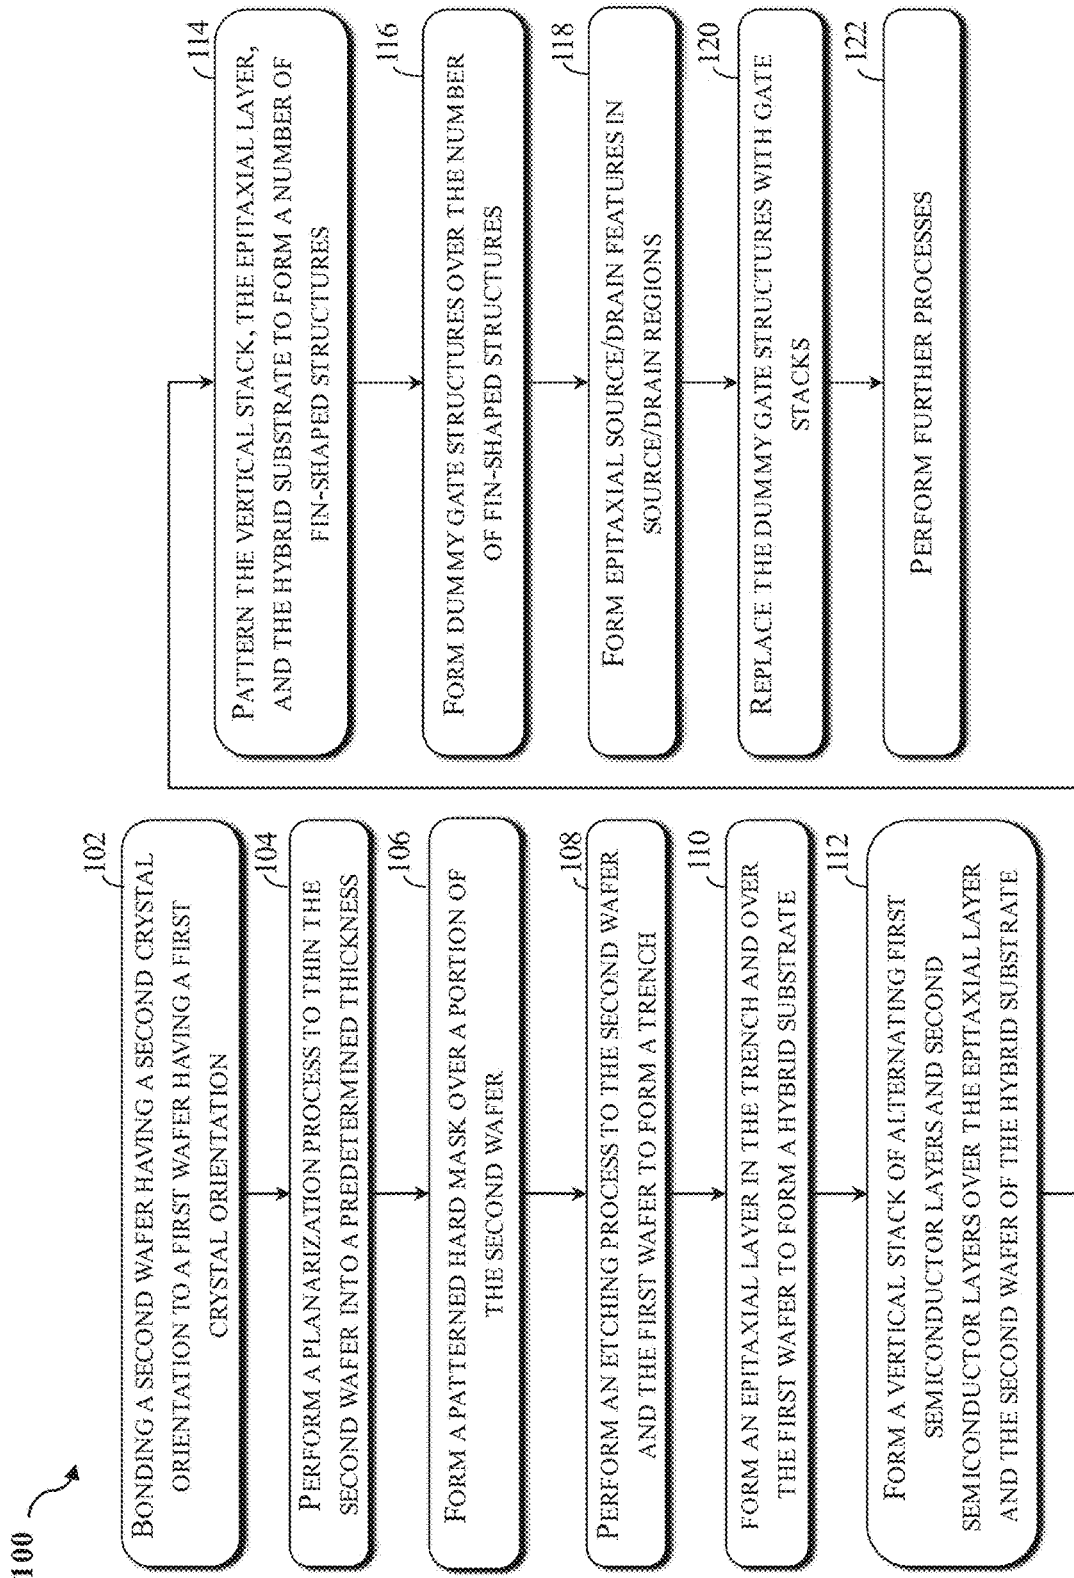 100
102
BONDING A SECOND WAFER HAVING A SECOND CRYSTAL
ORIENTATION TO A FIRST WAFER HAVING A FIRST
CRYSTAL ORIENTATION
104
PERFORM A PLANARIZATION PROCESS TO THIN THE
SECOND WAFER INTO A PREDETERMINED THICKNESS
106
FORM A PATTERNED HARD MASK OVER A PORTION OF
THE SECOND WAFER
108
PERFORM AN ETCHING PROCESS TO THE SECOND WAFER
AND THE FIRST WAFER TO FORM A TRENCH
110
FORM AN EPITAXIAL LAYER IN THE TRENCH AND OVER
THE FIRST WAFER TO FORM A HYBRID SUBSTRATE
112
FORM A VERTICAL STACK OF ALTERNATING FIRST
SEMICONDUCTOR LAYERS AND SECOND
SEMICONDUCTOR LAYERS OVER THE EPITAXIAL LAYER
AND THE SECOND WAFER OF THE HYBRID SUBSTRATE
114
PATTERN THE VERTICAL STACK, THE EPITAXIAL LAYER,
AND THE HYBRID SUBSTRATE TO FORM A NUMBER OF
FIN-SHAPED STRUCTURES
116
FORM DUMMY GATE STRUCTURES OVER THE NUMBER
OF FIN-SHAPED STRUCTURES
118
FORM EPITAXIAL SOURCE/DRAIN FEATURES IN
SOURCE/DRAIN REGIONS
120
REPLACE THE DUMMY GATE STRUCTURES WITH GATE
STACKS
122
PERFORM FURTHER PROCESSES